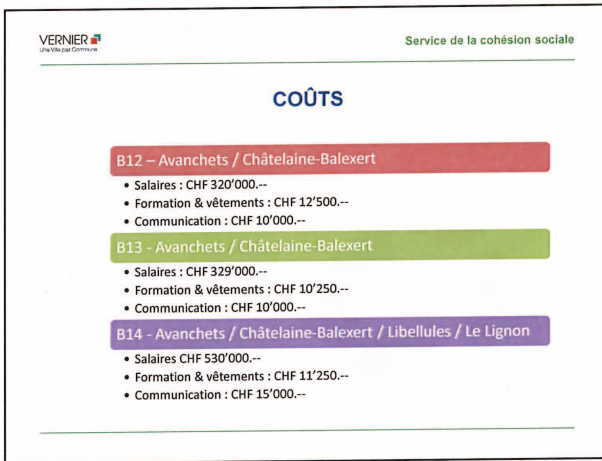 VERNIER
Une Ville pas Commune
Service de la cohésion sociale
COÛTS
B12 – Avanchets / Châtelaine-Balexert
• Salaires : CHF 320’000.--
• Formation & vêtements : CHF 12’500.--
• Communication : CHF 10’000.--
B13 - Avanchets / Châtelaine-Balexert
• Salaires : CHF 329’000.--
• Formation & vêtements : CHF 10’250.--
• Communication : CHF 10’000.--
B14 - Avanchets / Châtelaine-Balexert / Libellules / Le Lignon
• Salaires CHF 530’000.--
• Formation & vêtements : CHF 11’250.--
• Communication : CHF 15’000.--